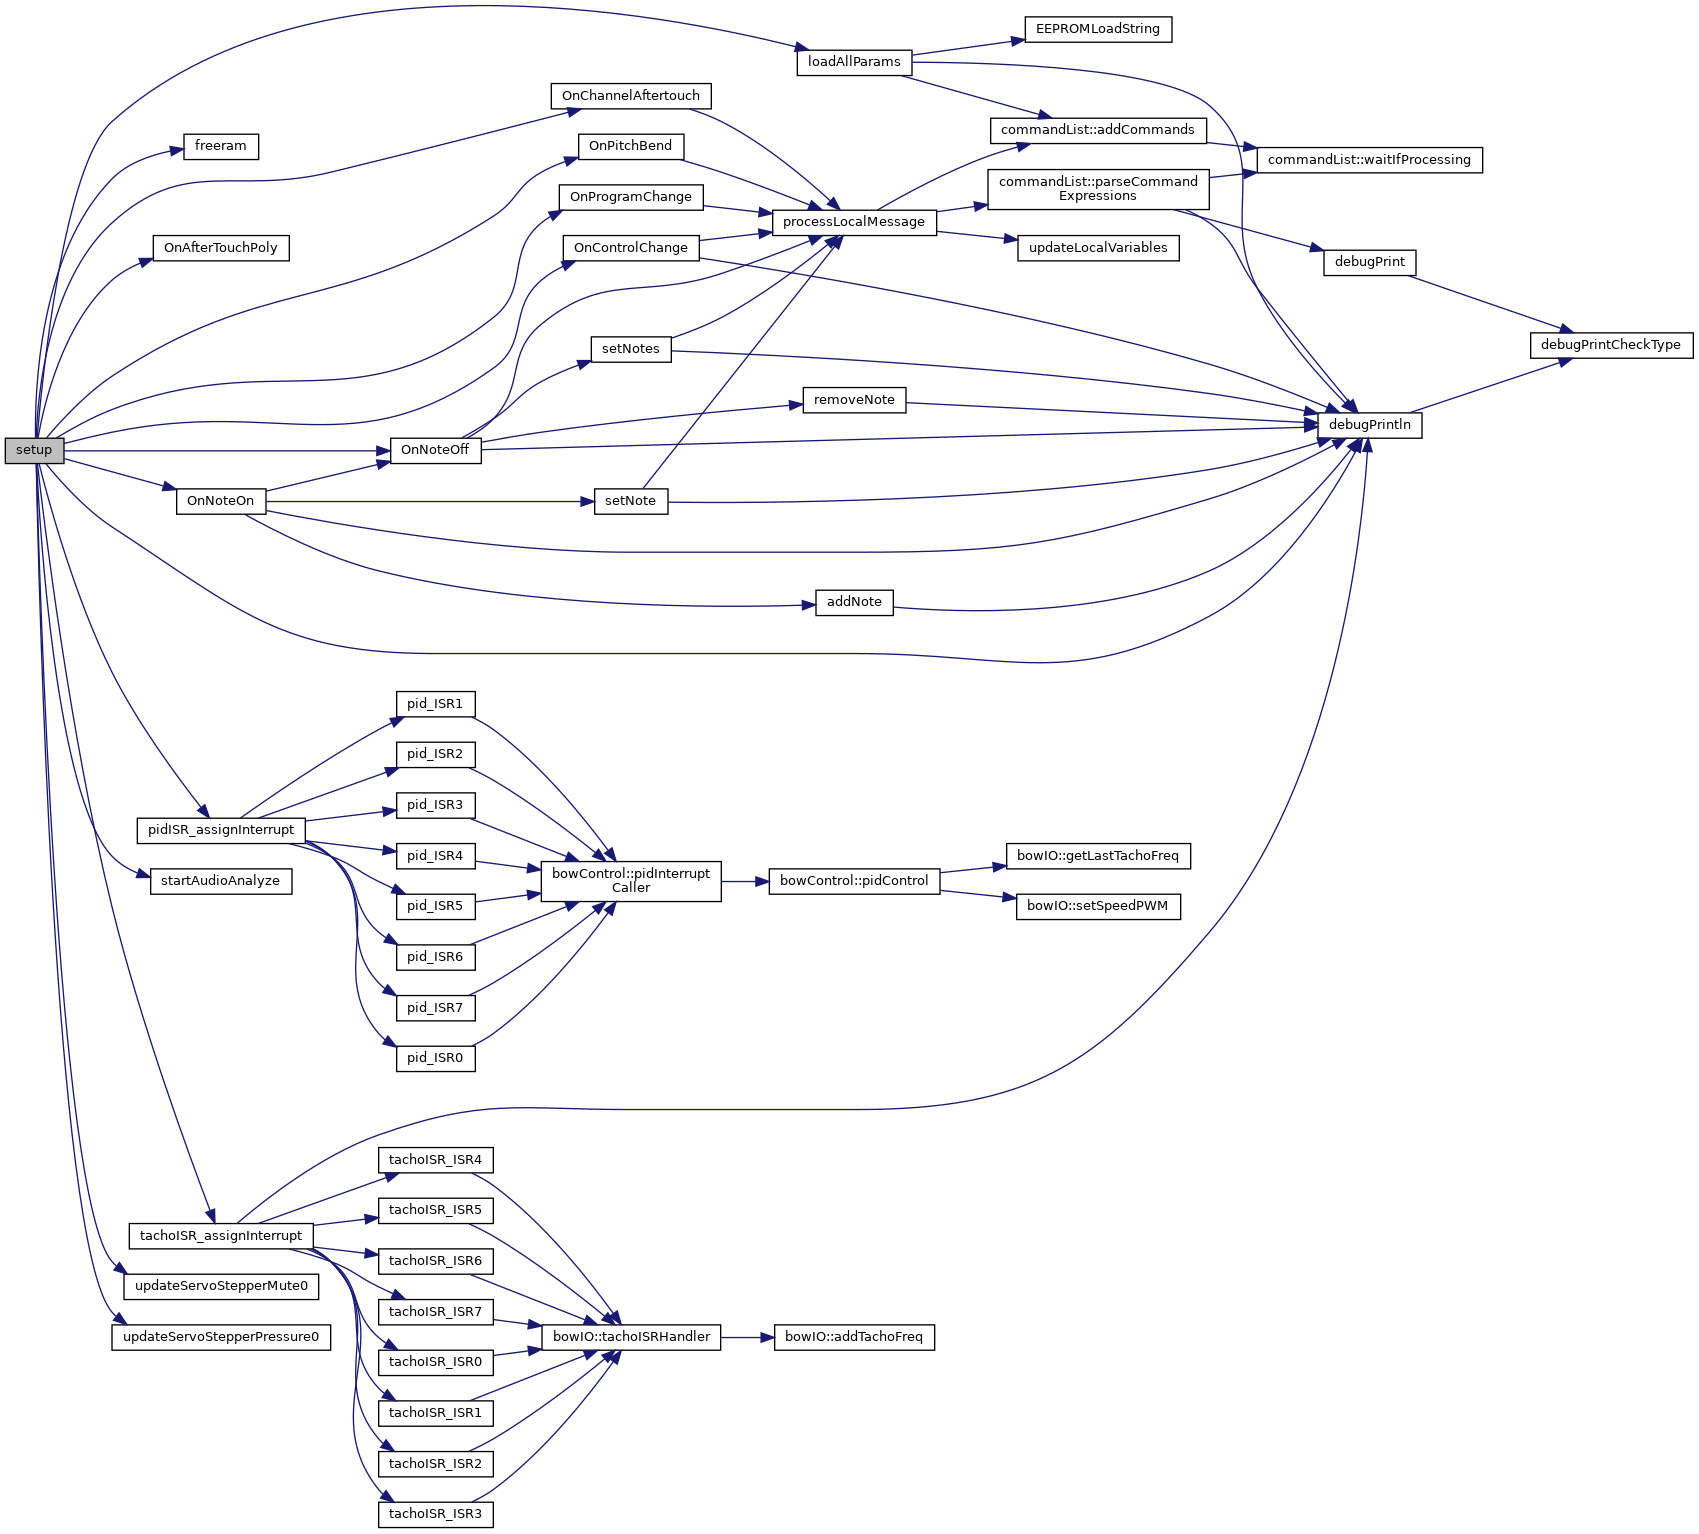 EEPROMLoadString
loadAllParams
OnChannelAftertouch
commandList::addCommands
freeram
OnPitchBend
commandList::waitIfProcessing
commandList::parseCommand
Expressions
OnProgramChange
processLocalMessage
OnAfterTouchPoly
OnControlChange
updateLocalVariables
debugPrint
setNotes
debugPrintCheckType
removeNote
debugPrintln
setup
OnNoteOff
OnNoteOn
setNote
addNote
pid_ISR1
pid_ISR2
pid_ISR3
pidISR_assignInterrupt
pid_ISR4
bowIO::getLastTachoFreq
bowControl::pidInterrupt
Caller
startAudioAnalyze
bowControl::pidControl
pid_ISR5
bowIO::setSpeedPWM
pid_ISR6
pid_ISR7
pid_ISR0
tachoISR_ISR4
tachoISR_ISR5
tachoISR_assignInterrupt
tachoISR_ISR6
updateServoStepperMute0
tachoISR_ISR7
updateServoStepperPressure0
bowIO::tachoISRHandler
bowIO::addTachoFreq
tachoISR_ISR0
tachoISR_ISR1
tachoISR_ISR2
tachoISR_ISR3